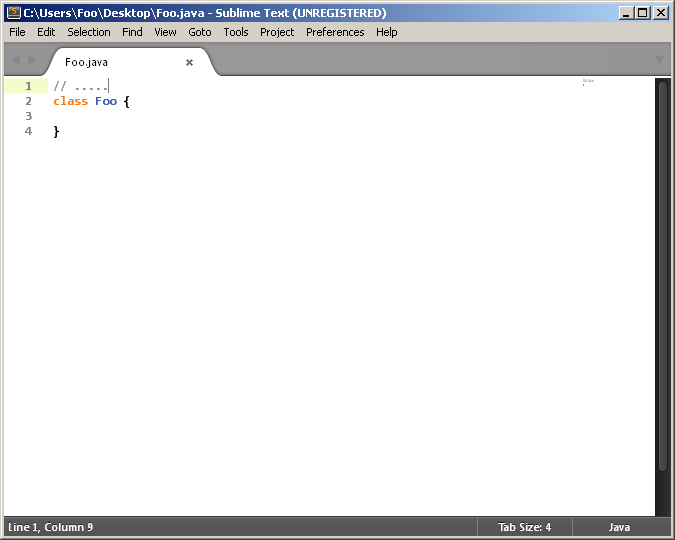 C:\Users\Foo\Desktop\Foo.java - Sublime Text (UNREGISTERED)
File Edit Selection Find View Goto Tools Project Preferences Help
Foo.java
1 // .....
2 class Foo {
3
4 }
Line 1, Column 9 Tab Size: 4 Java